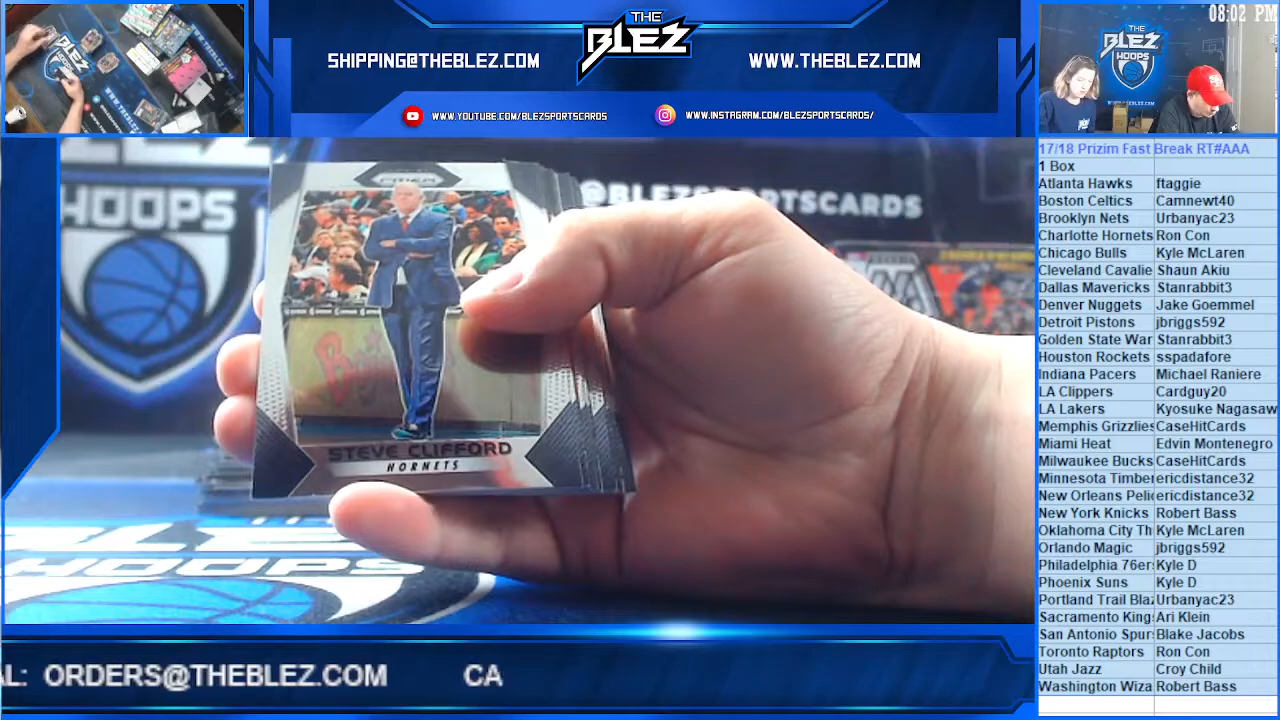 08:02 PM
THE
BLEZ
SHIPPING@THEBLEZ.COM
WWW.THEBLEZ.COM
WWW.YOUTUBE.COM/BLEZSPORTSCARDS
WWW.INSTAGRAM.COM/BLEZSPORTSCARDS/
THE
BLEZ
HOOPS
@BLEZSPORTSCARDS
HOOPS
PRIZM
STEVE CLIFFORD
HORNETS
HOOPS
17/18 Prizim Fast Break RT#AAA
1 Box
Atlanta Hawks ftaggie
Boston Celtics Camnewt40
Brooklyn Nets Urbanyac23
Charlotte Hornets Ron Con
Chicago Bulls Kyle McLaren
Cleveland Cavalie Shaun Akiu
Dallas Mavericks Stanrabbit3
Denver Nuggets Jake Goemmel
Detroit Pistons jbriggs592
Golden State War Stanrabbit3
Houston Rockets sspadafore
Indiana Pacers Michael Raniere
LA Clippers Cardguy20
LA Lakers Kyosuke Nagasaw
Memphis Grizzlies CaseHitCards
Miami Heat Edvin Montenegro
Milwaukee Bucks CaseHitCards
Minnesota Timber ericdistance32
New Orleans Peli ericdistance32
New York Knicks Robert Bass
Oklahoma City Th Kyle McLaren
Orlando Magic jbriggs592
Philadelphia 76ers Kyle D
Phoenix Suns Kyle D
Portland Trail Blaz Urbanyac23
Sacramento King Ari Klein
San Antonio Spurs Blake Jacobs
Toronto Raptors Ron Con
Utah Jazz Croy Child
Washington Wiza Robert Bass
AL: ORDERS@THEBLEZ.COM CA